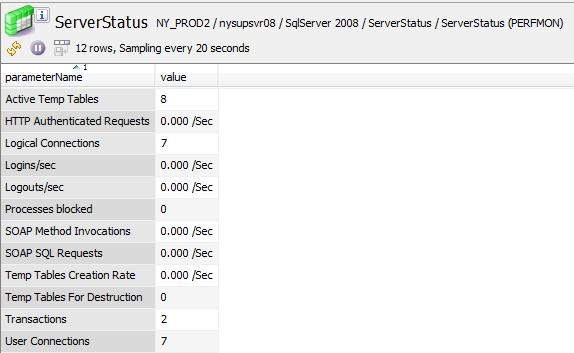 ServerStatus NY_PROD2 / nysupsvr08 / SqlServer 2008 / ServerStatus / ServerStatus (PERFMON)
12 rows, Sampling every 20 seconds
1
parameterName value
Active Temp Tables 8
HTTP Authenticated Requests 0.000 /Sec
Logical Connections 7
Logins/sec 0.000 /Sec
Logouts/sec 0.000 /Sec
Processes blocked 0
SOAP Method Invocations 0.000 /Sec
SOAP SQL Requests 0.000 /Sec
Temp Tables Creation Rate 0.000 /Sec
Temp Tables For Destruction 0
Transactions 2
User Connections 7